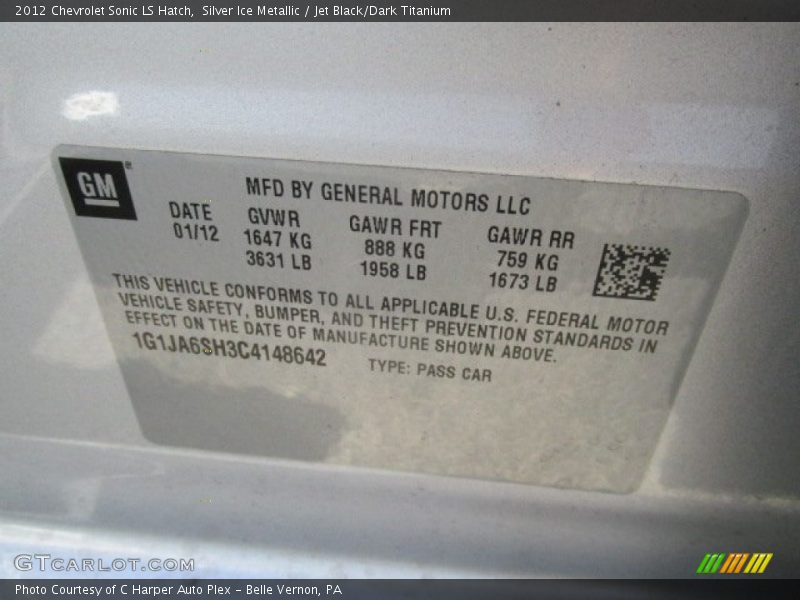 2012 Chevrolet Sonic LS Hatch, Silver Ice Metallic / Jet Black/Dark Titanium
GM
MFD BY GENERAL MOTORS LLC
DATE GVWR GAWR FRT GAWR RR
01/12 1647 KG 888 KG 759 KG
3631 LB 1958 LB 1673 LB
THIS VEHICLE CONFORMS TO ALL APPLICABLE U.S. FEDERAL MOTOR
VEHICLE SAFETY, BUMPER, AND THEFT PREVENTION STANDARDS IN
EFFECT ON THE DATE OF MANUFACTURE SHOWN ABOVE.
1G1JA6SH3C4148642 TYPE: PASS CAR
GTCARLOT.COM
Photo Courtesy of C Harper Auto Plex - Belle Vernon, PA